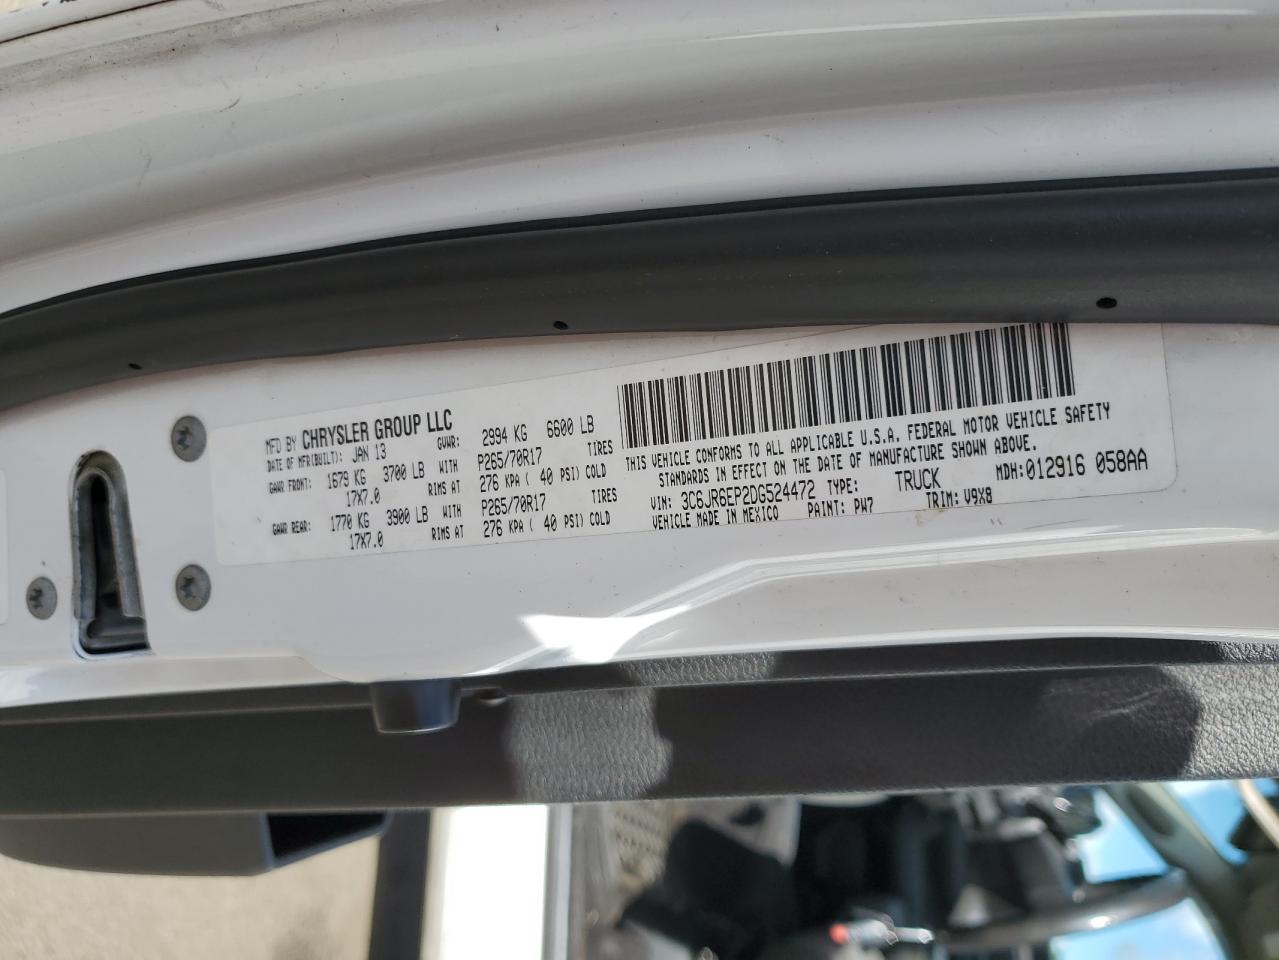 MFD BY CHRYSLER GROUP LLC
DATE OF MFR(BUILT): JAN 13 GVWR: 2994 KG 6600 LB
GAWR FRONT: 1679 KG 3700 LB WITH P265/70R17 TIRES
17X7.0 RIMS AT 276 KPA ( 40 PSI) COLD
GAWR REAR: 1770 KG 3900 LB WITH P265/70R17 TIRES
17X7.0 RIMS AT 276 KPA ( 40 PSI) COLD
THIS VEHICLE CONFORMS TO ALL APPLICABLE U.S.A. FEDERAL MOTOR VEHICLE SAFETY
STANDARDS IN EFFECT ON THE DATE OF MANUFACTURE SHOWN ABOVE.
MDH:012916 058AA
VIN: 3C6JR6EP2DG524472 TYPE: TRUCK
VEHICLE MADE IN MEXICO PAINT: PW7 TRIM: V9X8